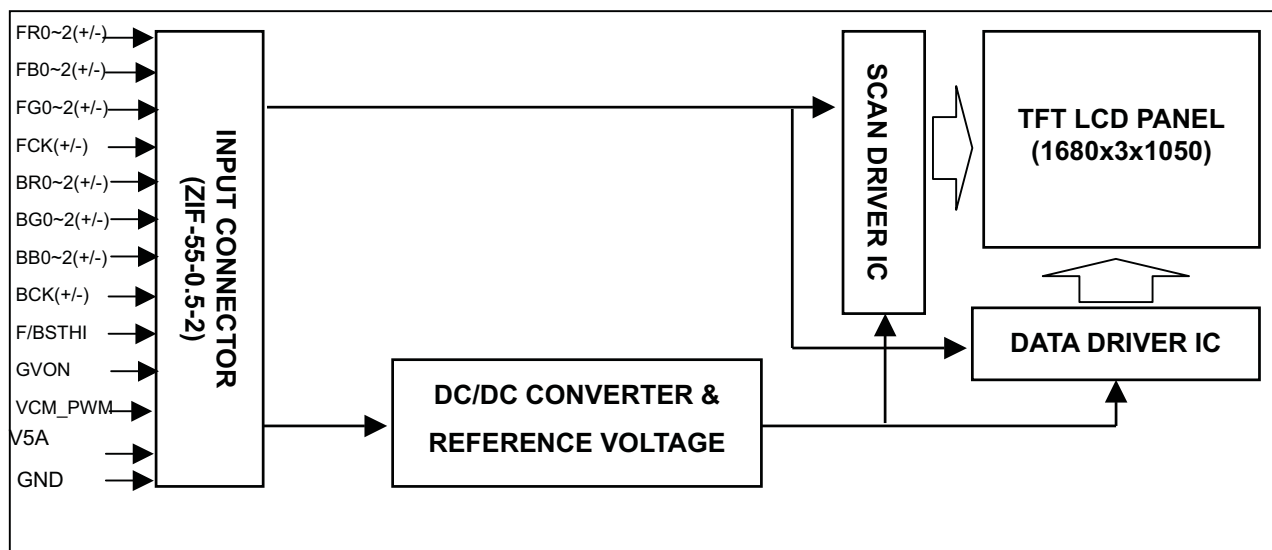 FR0~2(+/-)
FB0~2(+/-)
FG0~2(+/-)
FCK(+/-)
BR0~2(+/-)
BG0~2(+/-)
BB0~2(+/-)
BCK(+/-)
F/BSTHI
GVON
VCM_PWM
V5A
GND
INPUT CONNECTOR
(ZIF-55-0.5-2)
SCAN DRIVER IC
TFT LCD PANEL
(1680x3x1050)
DATA DRIVER IC
DC/DC CONVERTER &
REFERENCE VOLTAGE